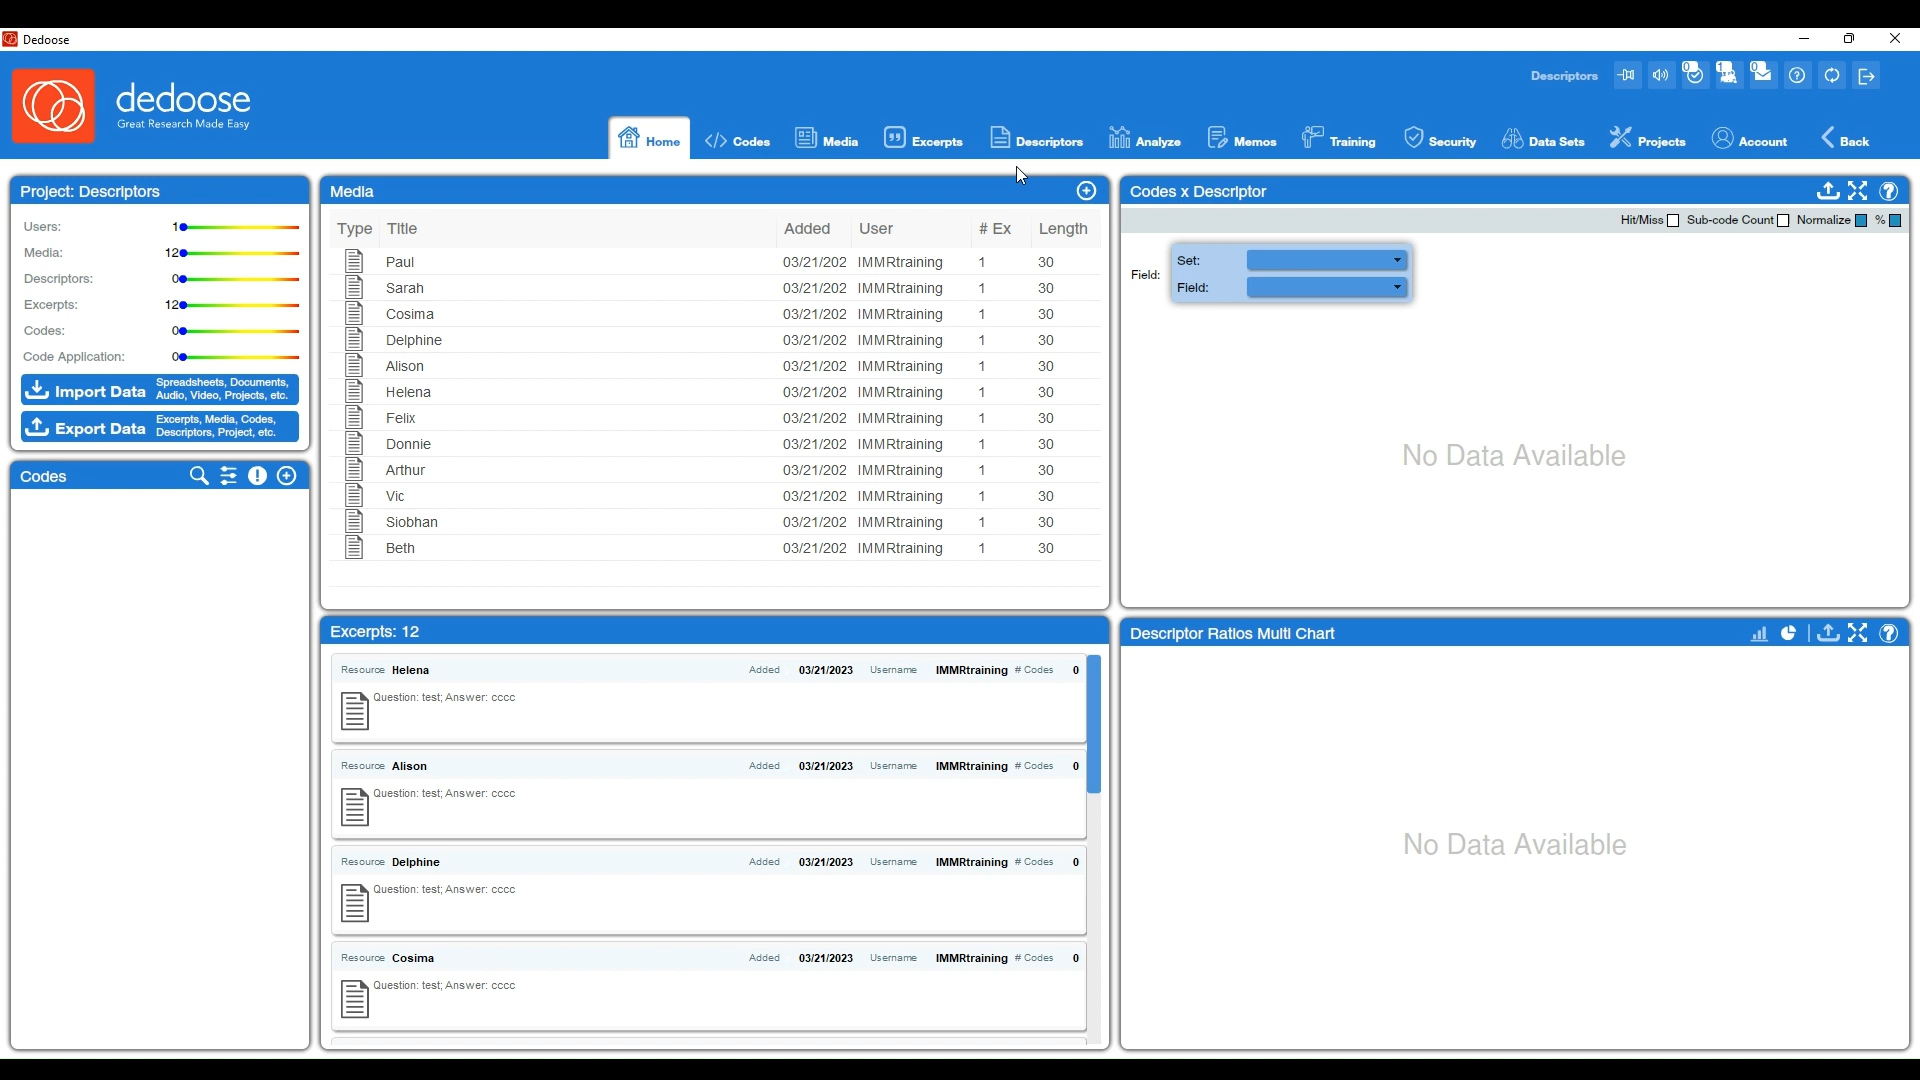 Dedoose
dedoose
Great Research Made Easy
Descriptors 0 1 0
Home Codes Media Excerpts Descriptors Analyze Memos Training Security Data Sets Projects Account Back
Project: Descriptors
Users: 1
Media: 12
Descriptors: 0
Excerpts: 12
Codes: 0
Code Application: 0
Import Data Spreadsheets, Documents, Audio, Video, Projects, etc.
Export Data Excerpts, Media, Codes, Descriptors, Project, etc.
Codes
Media
Type Title Added User # Ex Length
Paul 03/21/202 IMMRtraining 1 30
Sarah 03/21/202 IMMRtraining 1 30
Cosima 03/21/202 IMMRtraining 1 30
Delphine 03/21/202 IMMRtraining 1 30
Alison 03/21/202 IMMRtraining 1 30
Helena 03/21/202 IMMRtraining 1 30
Felix 03/21/202 IMMRtraining 1 30
Donnie 03/21/202 IMMRtraining 1 30
Arthur 03/21/202 IMMRtraining 1 30
Vic 03/21/202 IMMRtraining 1 30
Siobhan 03/21/202 IMMRtraining 1 30
Beth 03/21/202 IMMRtraining 1 30
Excerpts: 12
Resource Helena Added 03/21/2023 Username IMMRtraining # Codes 0
Question: test; Answer: cccc
Resource Alison Added 03/21/2023 Username IMMRtraining # Codes 0
Question: test; Answer: cccc
Resource Delphine Added 03/21/2023 Username IMMRtraining # Codes 0
Question: test; Answer: cccc
Resource Cosima Added 03/21/2023 Username IMMRtraining # Codes 0
Question: test; Answer: cccc
Codes x Descriptor
Hit/Miss Sub-code Count Normalize %
Field: Set:
Field:
No Data Available
Descriptor Ratios Multi Chart
No Data Available